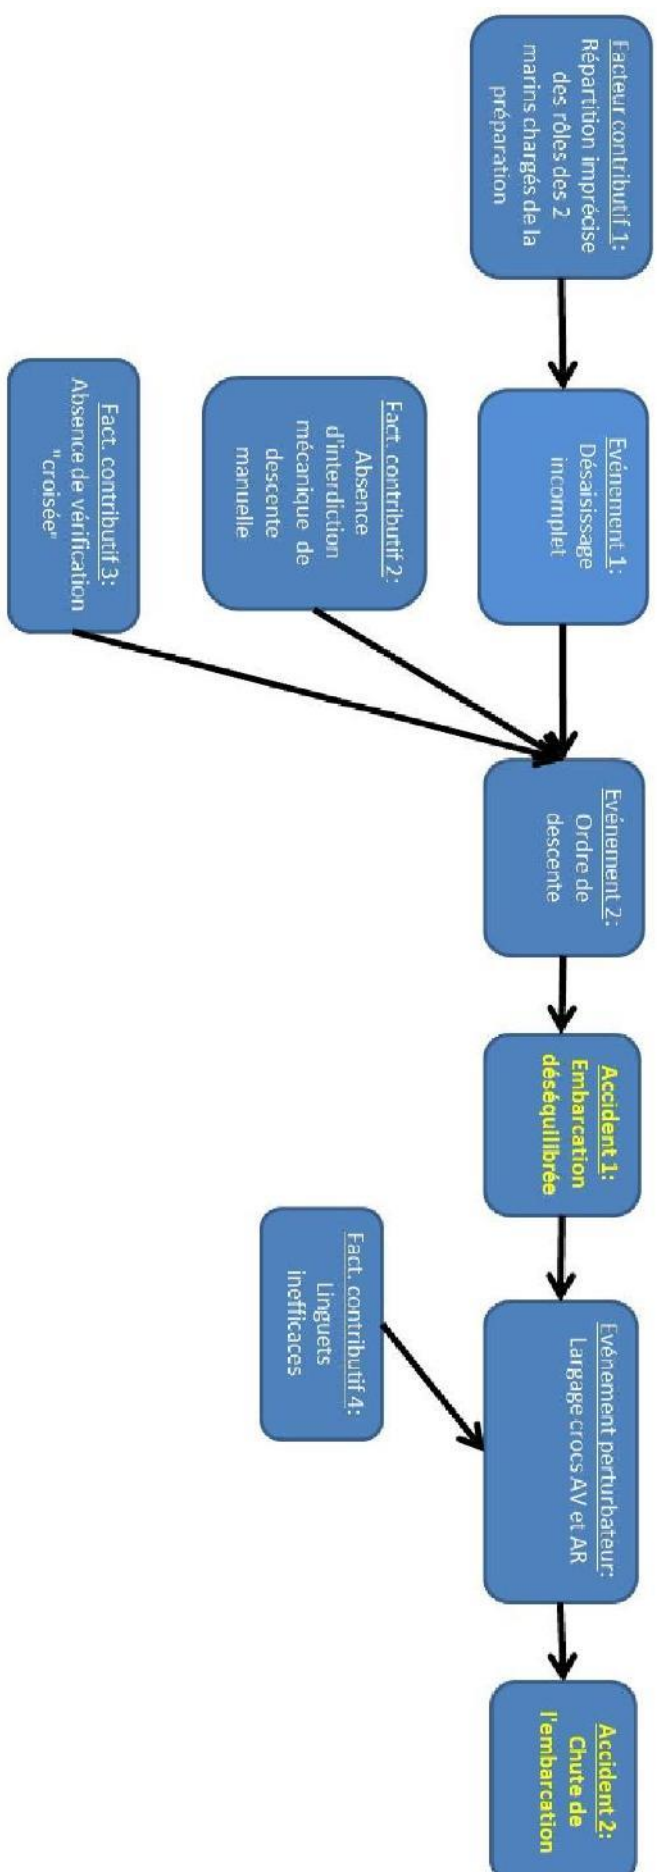 Facteur contributif 1:
Répartition imprécise
des rôles des 2
marins chargés de la
préparation
Evénement 1:
Désaisissage
incomplet
Fact. contributif 2:
Absence
d'interdiction
mécanique de
descente
manuelle
Fact. contributif 3:
Absence de vérification
"croisée"
Evénement 2:
Ordre de
descente
Accident 1:
Embarcation
déséquilibrée
Fact. contributif 4:
Linguets
inefficaces
Evénement perturbateur:
Largage crocs AV et AR
Accident 2:
Chute de
l'embarcation